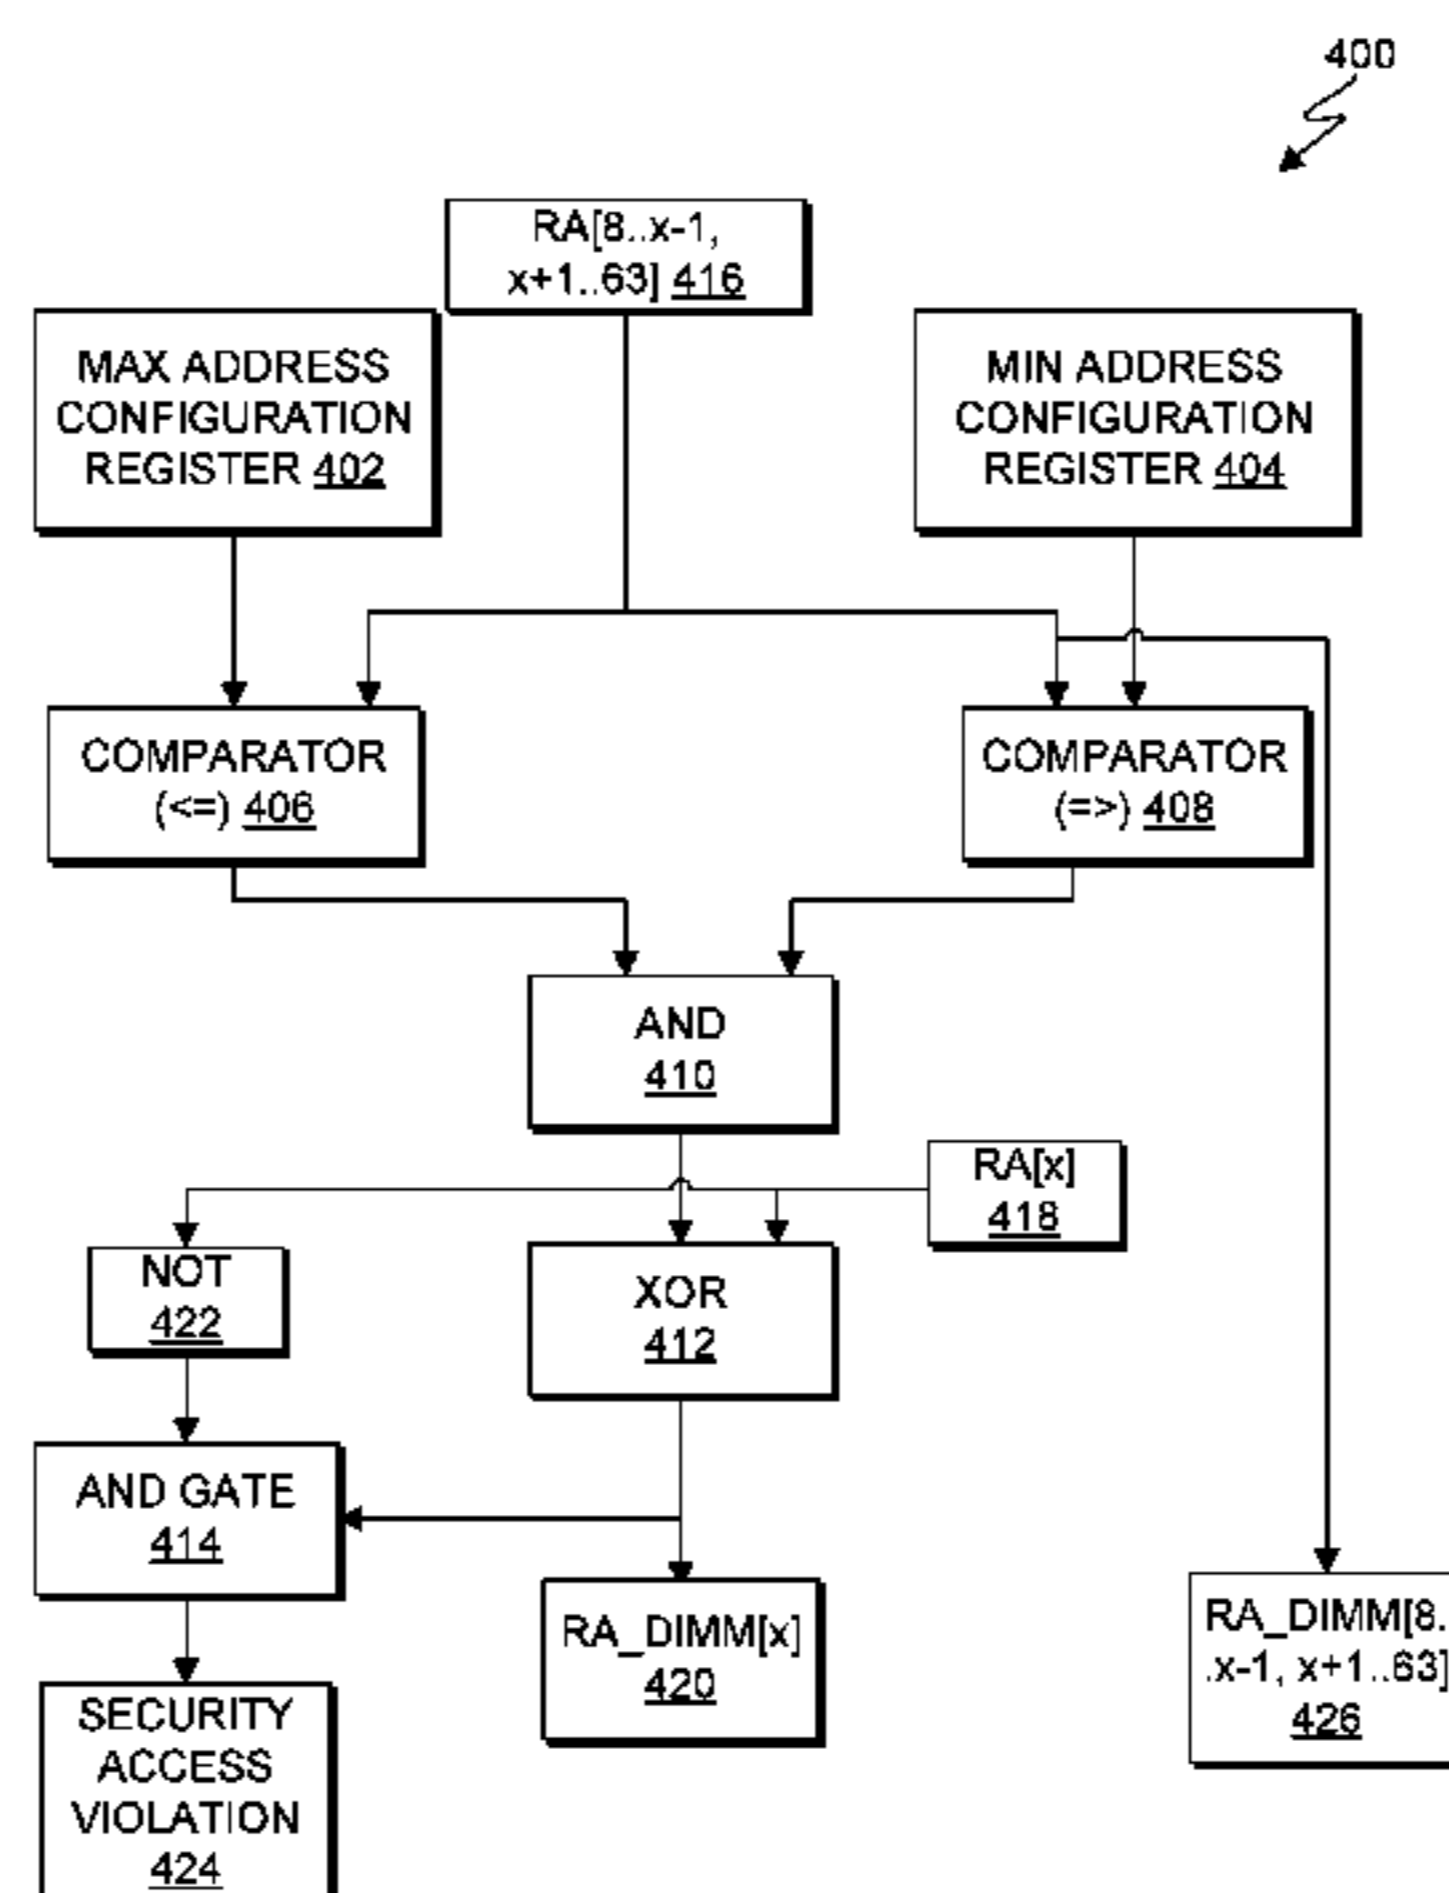 400
RA[8..x-1,
x+1..63] 416
MAX ADDRESS
CONFIGURATION
REGISTER 402
MIN ADDRESS
CONFIGURATION
REGISTER 404
COMPARATOR
(<=) 406
COMPARATOR
(=>) 408
AND
410
RA[x]
418
NOT
422
XOR
412
AND GATE
414
RA_DIMM[x]
420
RA_DIMM[8.
.x-1, x+1..63]
426
SECURITY
ACCESS
VIOLATION
424